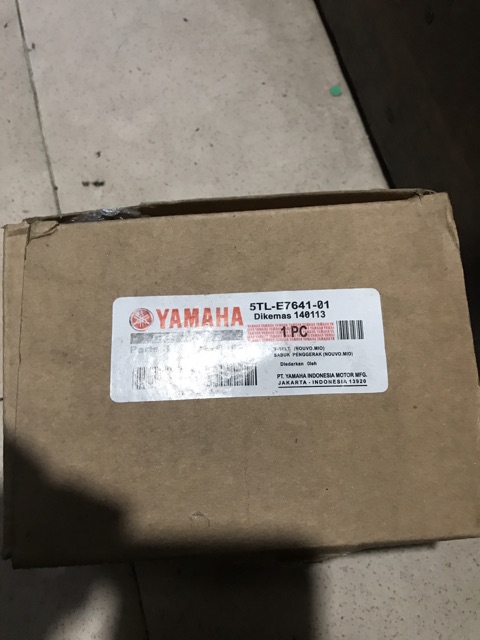 YAMAHA
5TL-E7641-01
Dikemas 140113
1 PC
V-BELT (NOUVO.MIO)
SABUK PENGGERAK (NOUVO.MIO)
Diedarkan Oleh
PT. YAMAHA INDONESIA MOTOR MFG.
JAKARTA - INDONESIA 13920